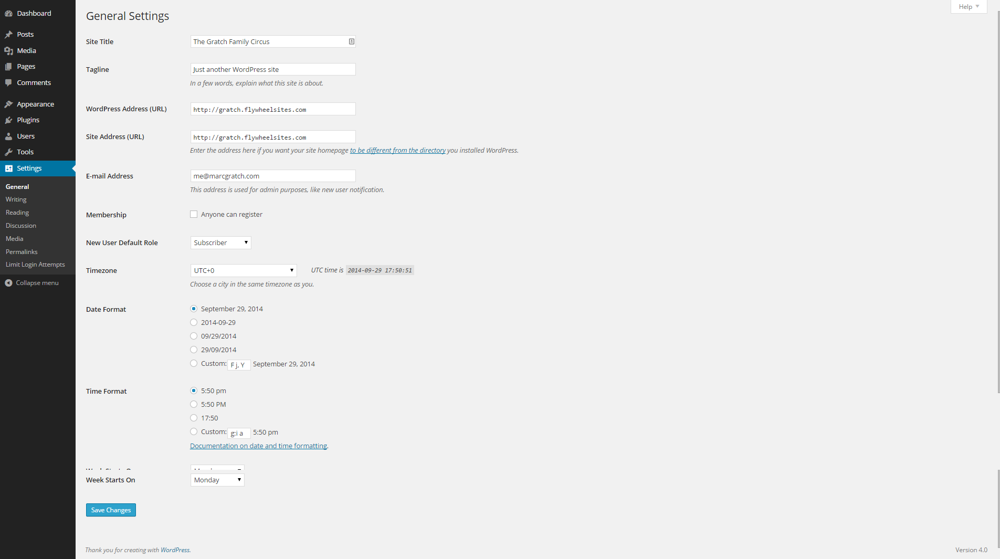 Dashboard
Posts
Media
Pages
Comments
Appearance
Plugins
Users
Tools
Settings
General
Writing
Reading
Discussion
Media
Permalinks
Limit Login Attempts
Collapse menu
Help
General Settings
Site Title The Gratch Family Circus
Tagline Just another WordPress site
In a few words, explain what this site is about.
WordPress Address (URL) http://gratch.flywheelsites.com
Site Address (URL) http://gratch.flywheelsites.com
Enter the address here if you want your site homepage to be different from the directory you installed WordPress.
E-mail Address me@marcgratch.com
This address is used for admin purposes, like new user notification.
Membership Anyone can register
New User Default Role Subscriber
Timezone UTC+0 UTC time is 2014-09-29 17:50:51
Choose a city in the same timezone as you.
Date Format September 29, 2014
2014-09-29
09/29/2014
29/09/2014
Custom: F j, Y September 29, 2014
Time Format 5:50 pm
5:50 PM
17:50
Custom: g:i a 5:50 pm
Documentation on date and time formatting.
Week Starts On Monday
Save Changes
Thank you for creating with WordPress.
Version 4.0